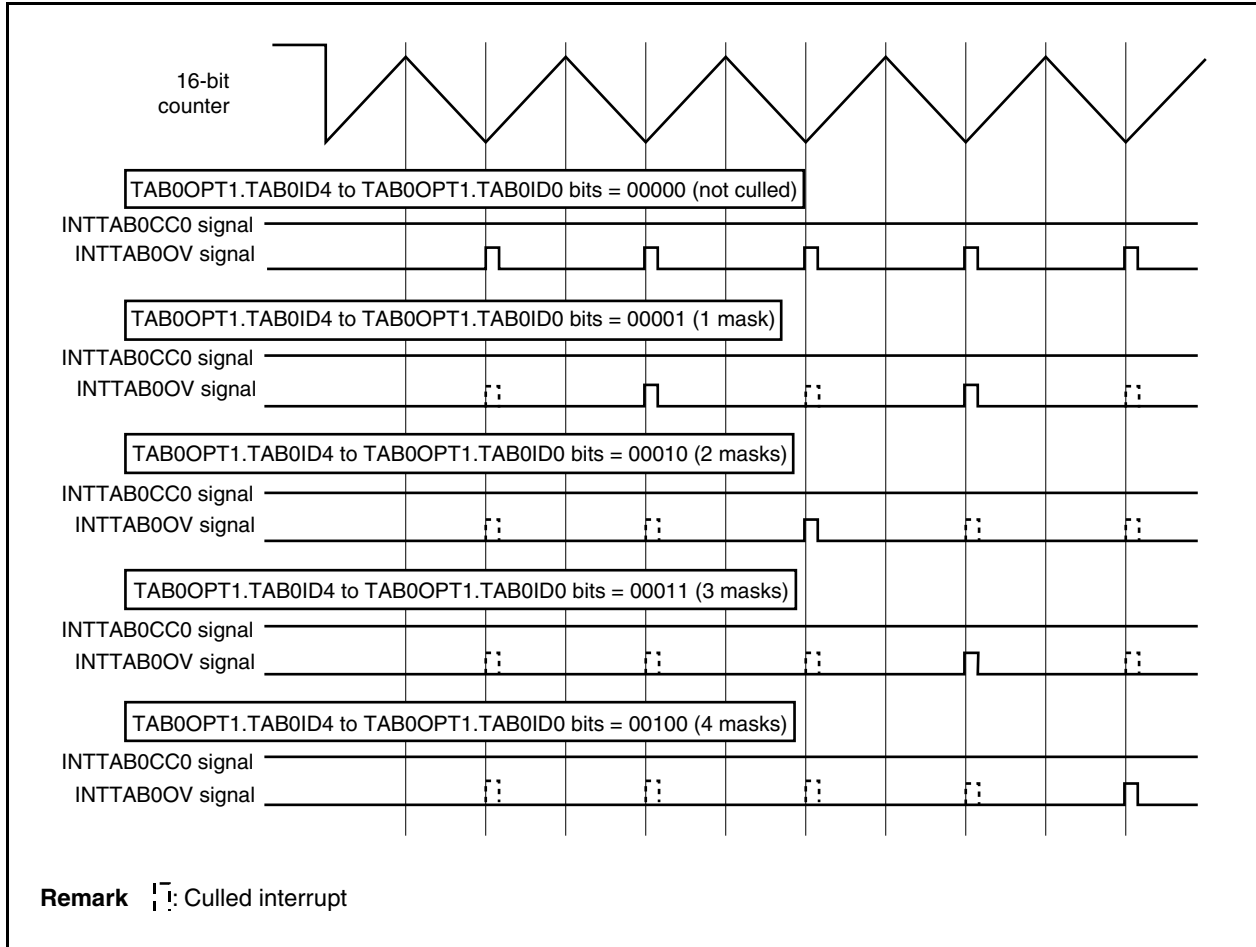 16-bit
counter
TAB0OPT1.TAB0ID4 to TAB0OPT1.TAB0ID0 bits = 00000 (not culled)
INTTAB0CC0 signal
INTTAB0OV signal
TAB0OPT1.TAB0ID4 to TAB0OPT1.TAB0ID0 bits = 00001 (1 mask)
INTTAB0CC0 signal
INTTAB0OV signal
TAB0OPT1.TAB0ID4 to TAB0OPT1.TAB0ID0 bits = 00010 (2 masks)
INTTAB0CC0 signal
INTTAB0OV signal
TAB0OPT1.TAB0ID4 to TAB0OPT1.TAB0ID0 bits = 00011 (3 masks)
INTTAB0CC0 signal
INTTAB0OV signal
TAB0OPT1.TAB0ID4 to TAB0OPT1.TAB0ID0 bits = 00100 (4 masks)
INTTAB0CC0 signal
INTTAB0OV signal
Remark : Culled interrupt